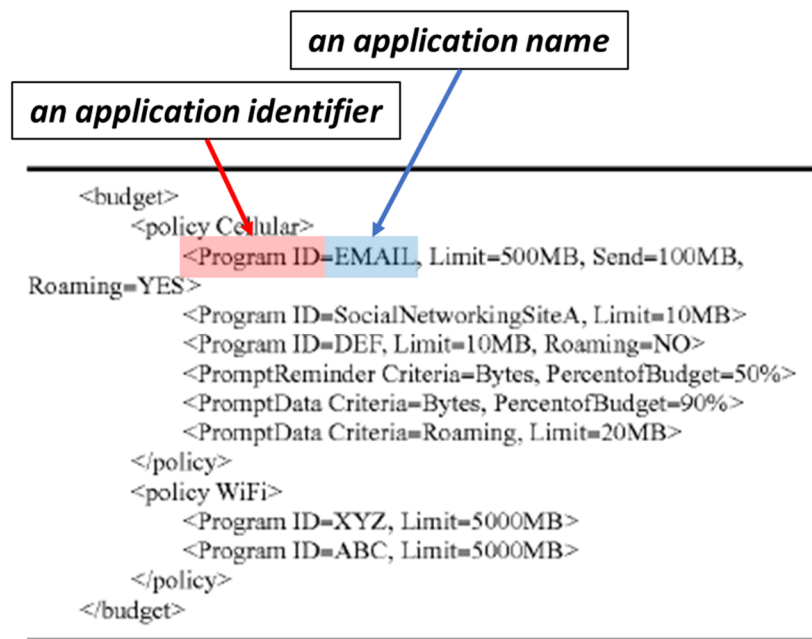 an application name
an application identifier
<budget>
<policy Cellular>
<Program ID=EMAIL, Limit=500MB, Send=100MB,
Roaming=YES>
<Program ID=SocialNetworkingSiteA, Limit=10MB>
<Program ID=DEF, Limit=10MB, Roaming=NO>
<PromptReminder Criteria=Bytes, PercentofBudget=50%>
<PromptData Criteria=Bytes, PercentofBudget=90%>
<PromptData Criteria=Roaming, Limit=20MB>
</policy>
<policy WiFi>
<Program ID=XYZ, Limit=5000MB>
<Program ID=ABC, Limit=5000MB>
</policy>
</budget>